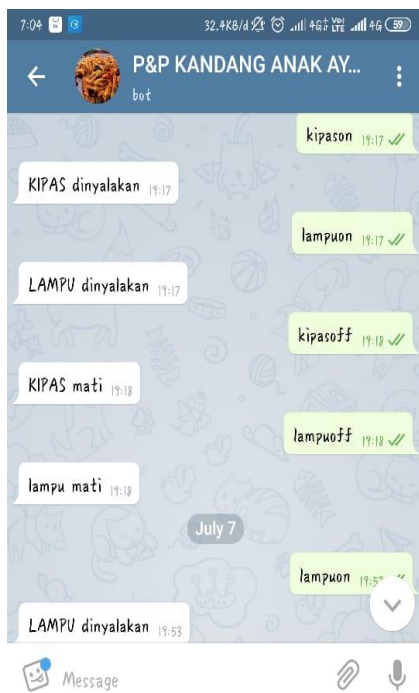 7:04 32.4KB/d 4G 4G 59
P&P KANDANG ANAK AY...
bot
kipason 19:17
KIPAS dinyalakan 19:17
lampuon 19:17
LAMPU dinyalakan 19:17
kipasoff 19:18
KIPAS mati 19:18
lampuoff 19:18
lampu mati 19:18
July 7
lampuon
LAMPU dinyalakan 19:53
Message